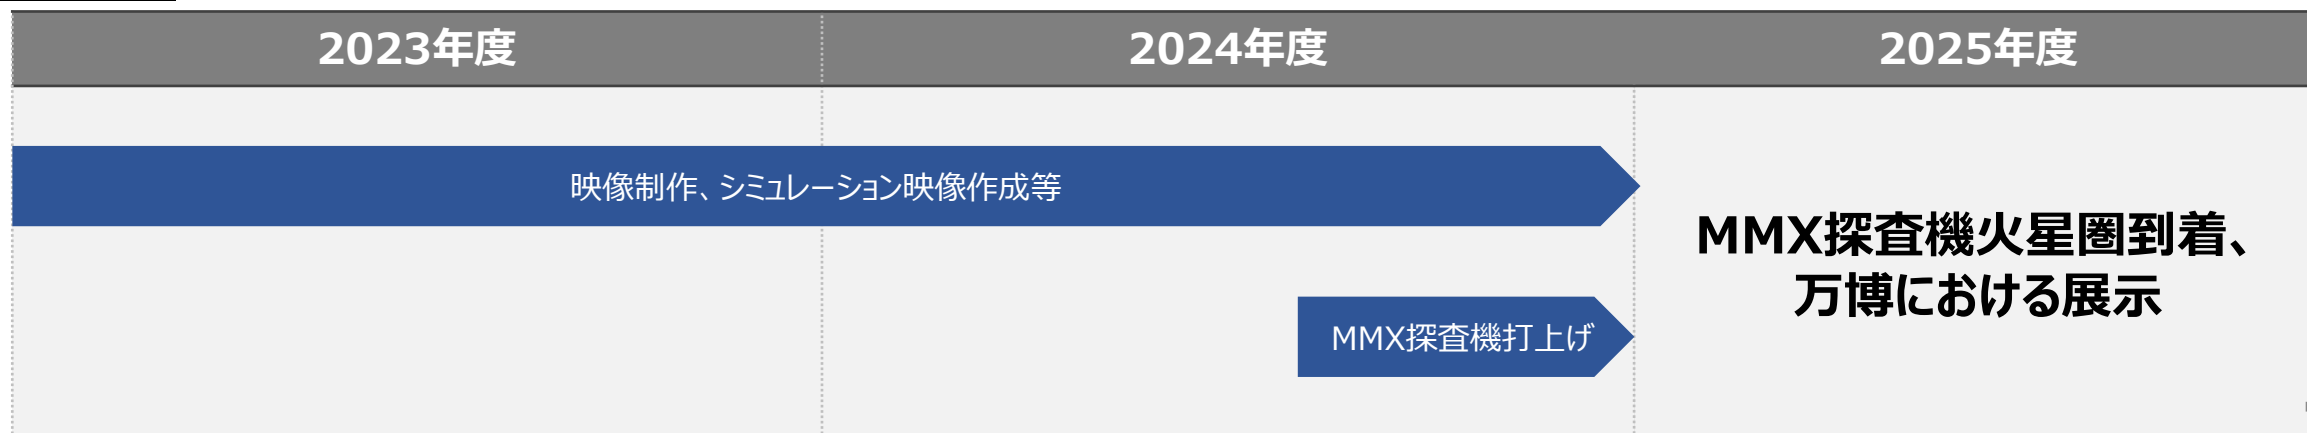 2023年度 2024年度 2025年度
映像制作、シミュレーション映像作成等
MMX探査機火星圏到着、
万博における展示
MMX探査機打上げ